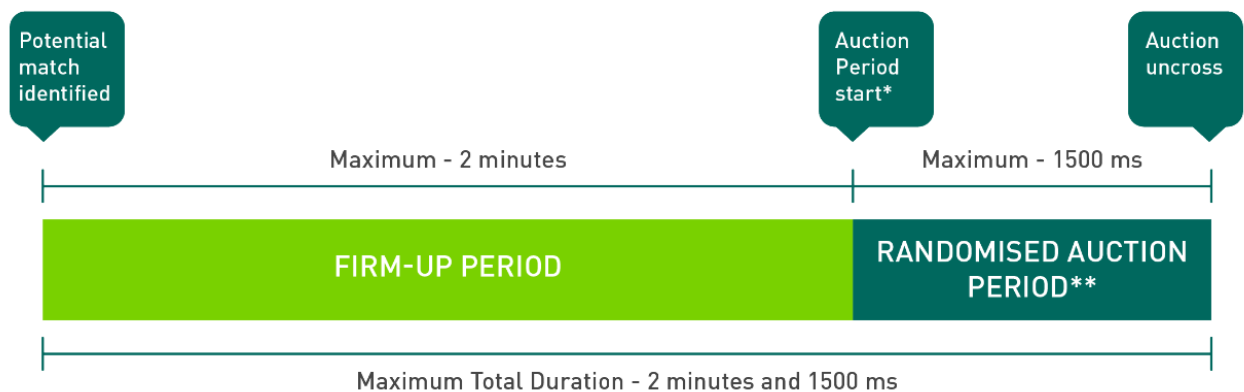 Potential
match
identified
Auction
Period
start*
Auction
uncross
Maximum - 2 minutes
Maximum - 1500 ms
FIRM-UP PERIOD
RANDOMISED AUCTION
PERIOD**
Maximum Total Duration - 2 minutes and 1500 ms